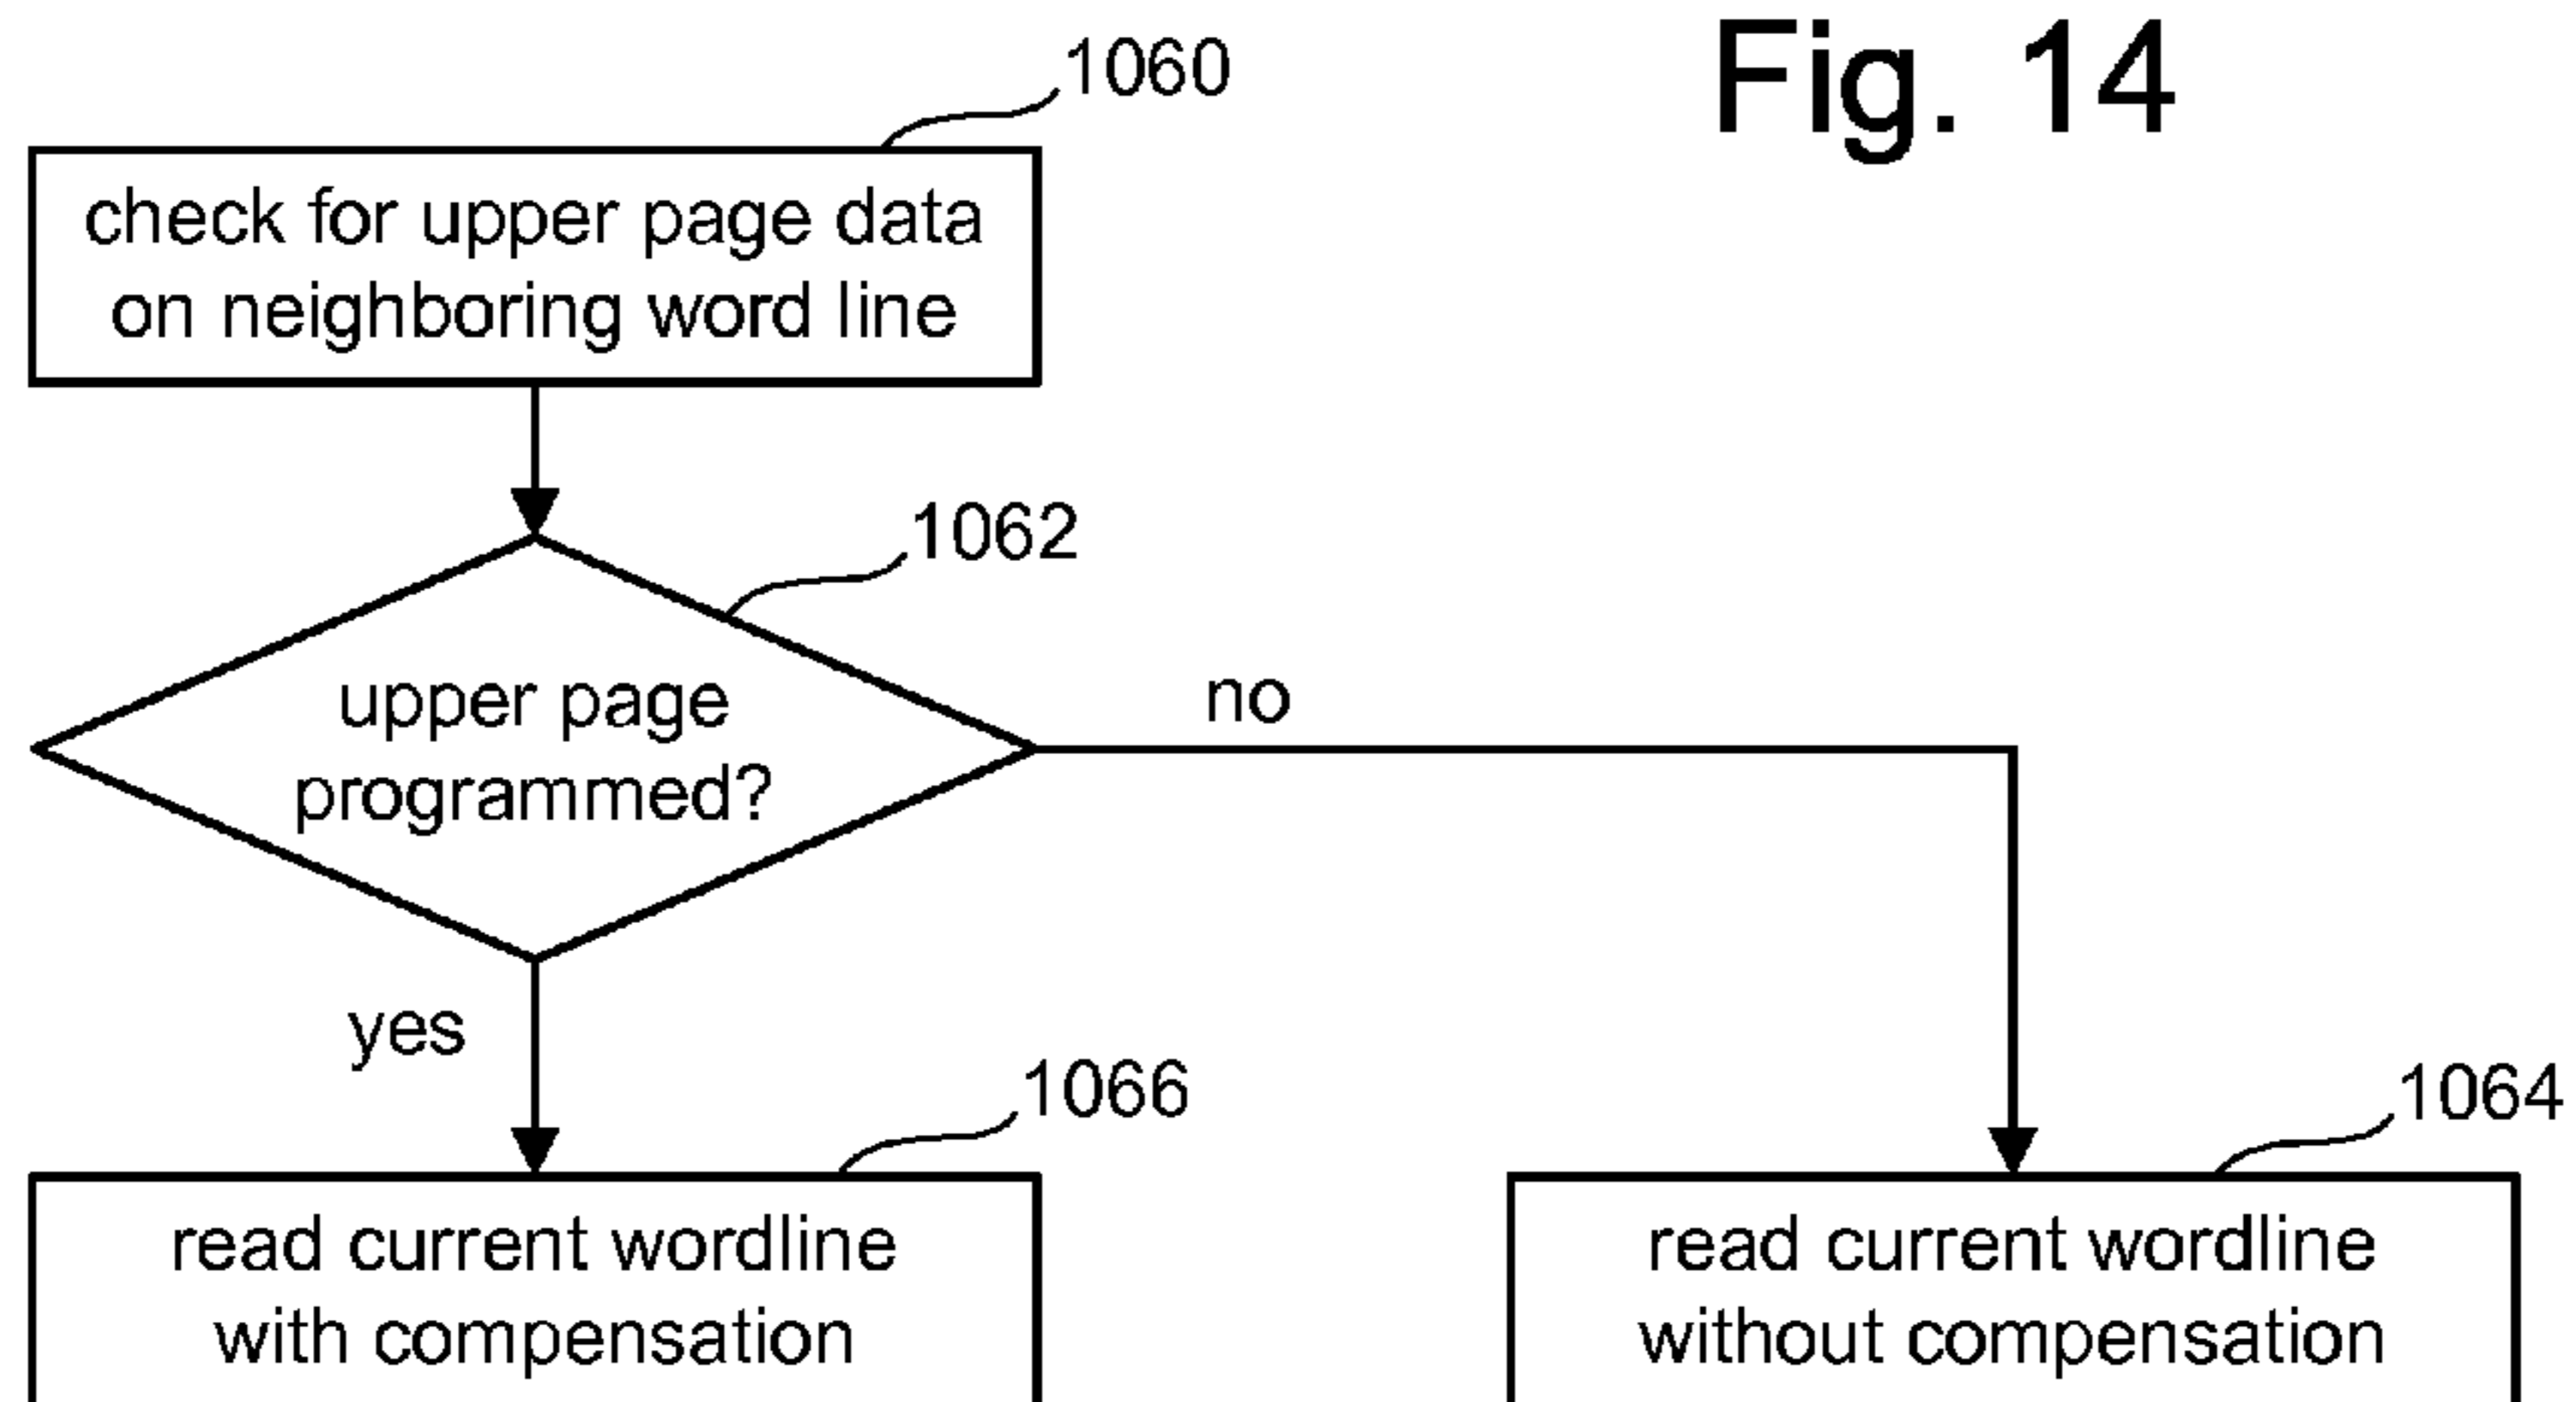 Fig. 14
1060
check for upper page data
on neighboring word line
1062
upper page
programmed?
no
yes
1066
read current wordline
with compensation
1064
read current wordline
without compensation